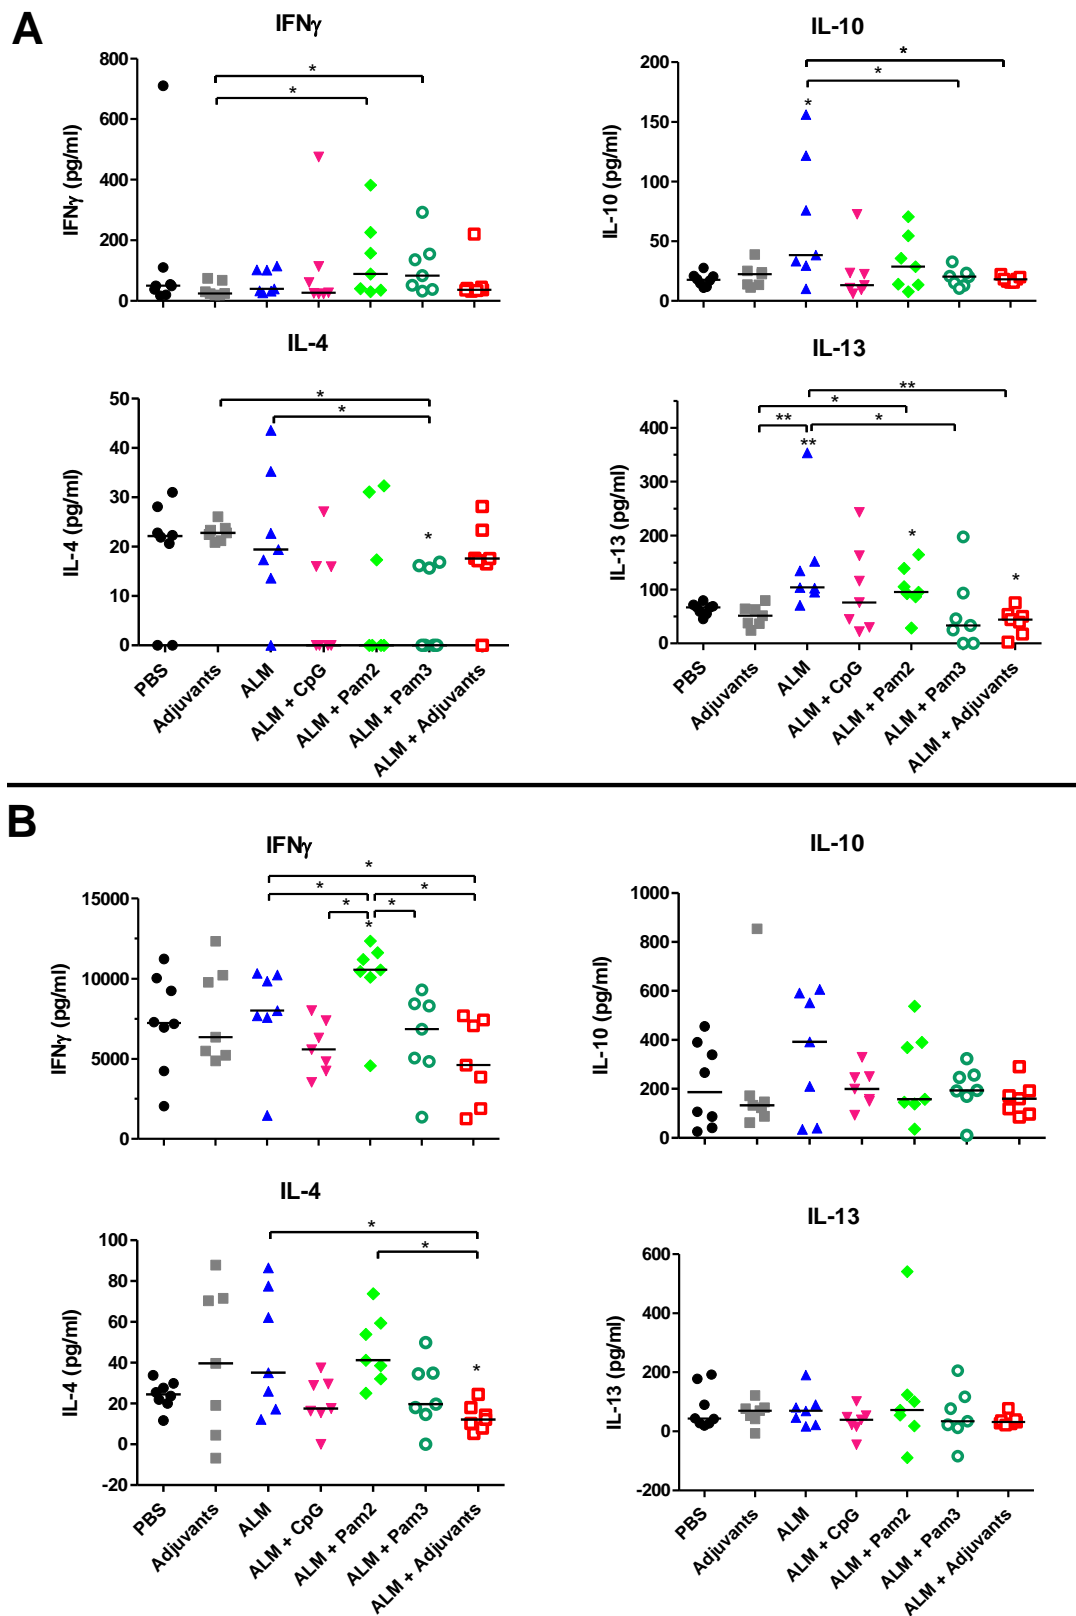 A
IFNγ
IFNγ (pg/ml)
800
600
400
200
0
*
*
IL-10
IL-10 (pg/ml)
200
150
100
50
0
*
*
*
IL-4
IL-4 (pg/ml)
50
40
30
20
10
0
*
*
*
PBS
Adjuvants
ALM
ALM + CpG
ALM + Pam2
ALM + Pam3
ALM + Adjuvants
IL-13
IL-13 (pg/ml)
400
300
200
100
0
**
*
**
*
**
*
*
PBS
Adjuvants
ALM
ALM + CpG
ALM + Pam2
ALM + Pam3
ALM + Adjuvants
B
IFNγ
IFNγ (pg/ml)
15000
10000
5000
0
*
*
*
*
*
*
IL-10
IL-10 (pg/ml)
1000
800
600
400
200
0
IL-4
IL-4 (pg/ml)
100
80
60
40
20
0
-20
*
*
*
PBS
Adjuvants
ALM
ALM + CpG
ALM + Pam2
ALM + Pam3
ALM + Adjuvants
IL-13
IL-13 (pg/ml)
600
400
200
0
-200
PBS
Adjuvants
ALM
ALM + CpG
ALM + Pam2
ALM + Pam3
ALM + Adjuvants